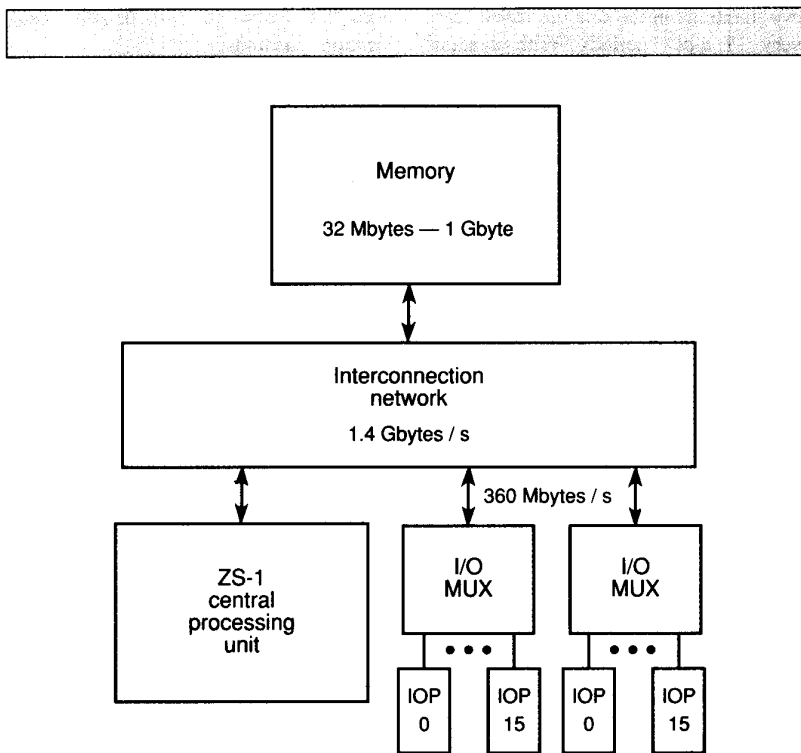 Memory
32 Mbytes — 1 Gbyte
Interconnection
network
1.4 Gbytes / s
360 Mbytes / s
ZS-1
central
processing
unit
I/O
MUX
I/O
MUX
IOP
0
IOP
15
IOP
0
IOP
15